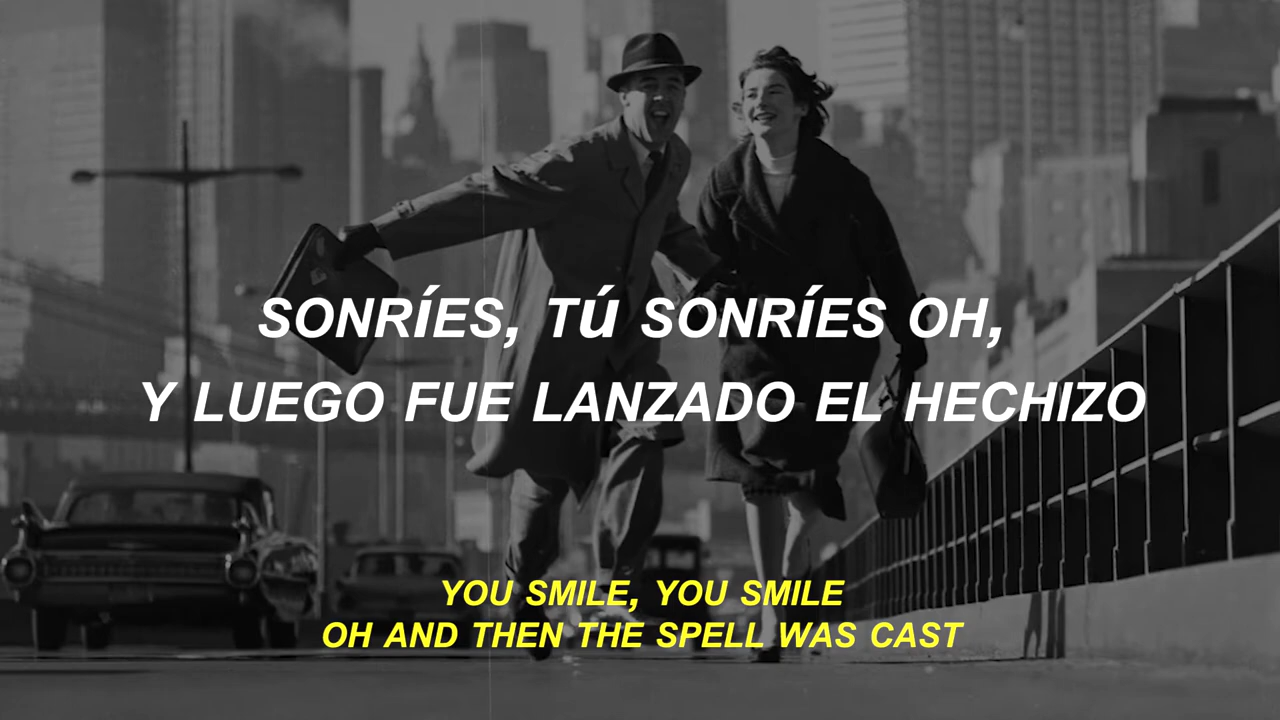 SONRÍES, Tú SONRÍES OH,
Y LUEGO FUE LANZADO EL HECHIZO
YOU SMILE, YOU SMILE
OH AND THEN THE SPELL WAS CAST